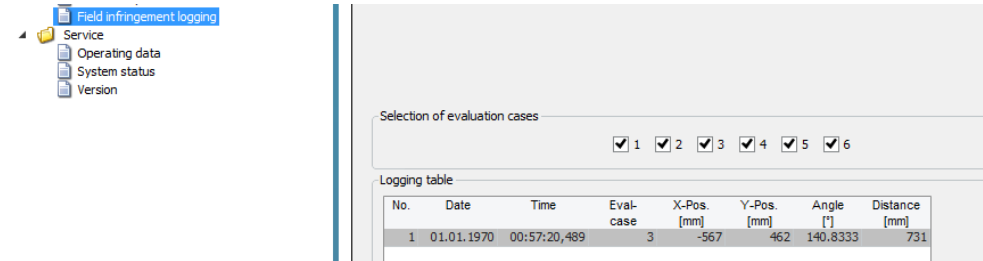 Field infringement logging
Service
Operating data
System status
Version
Selection of evaluation cases
1 2 3 4 5 6
Logging table
No. Date Time Eval- X-Pos. Y-Pos. Angle Distance
case [mm] [mm] [°] [mm]
1 01.01.1970 00:57:20,489 3 -567 462 140.8333 731